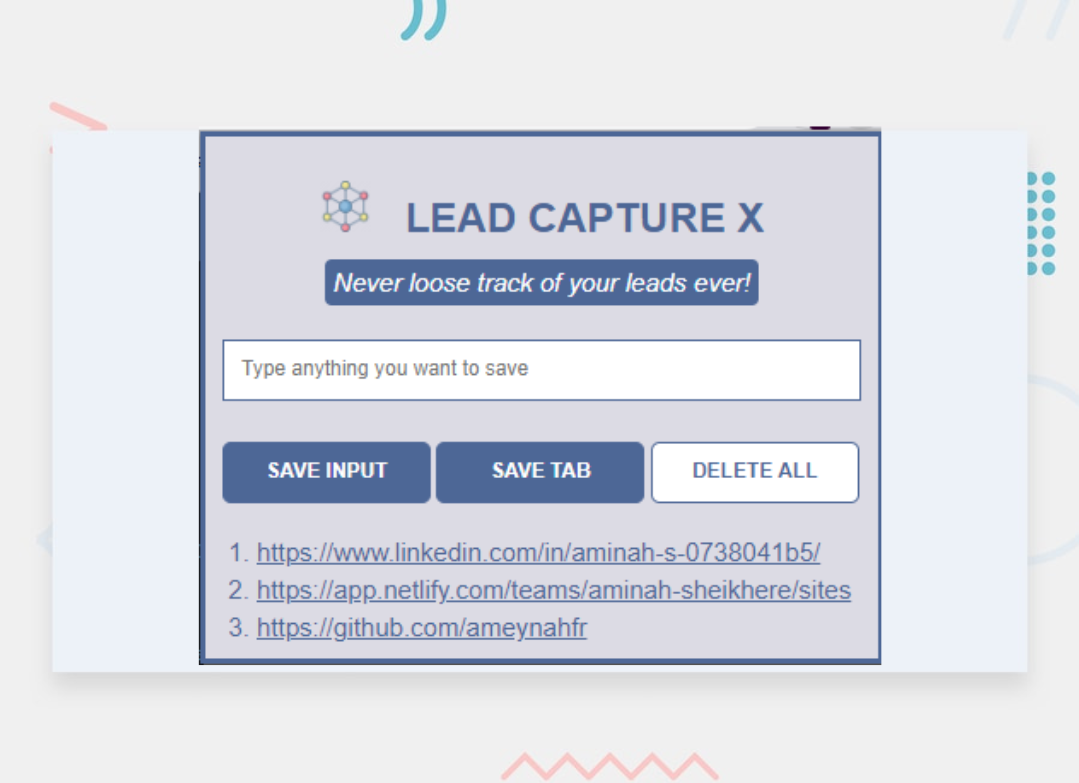 LEAD CAPTURE X
Never loose track of your leads ever!
Type anything you want to save
SAVE INPUT
SAVE TAB
DELETE ALL
1. https://www.linkedin.com/in/aminah-s-0738041b5/
2. https://app.netlify.com/teams/aminah-sheikhere/sites
3. https://github.com/ameynahfr